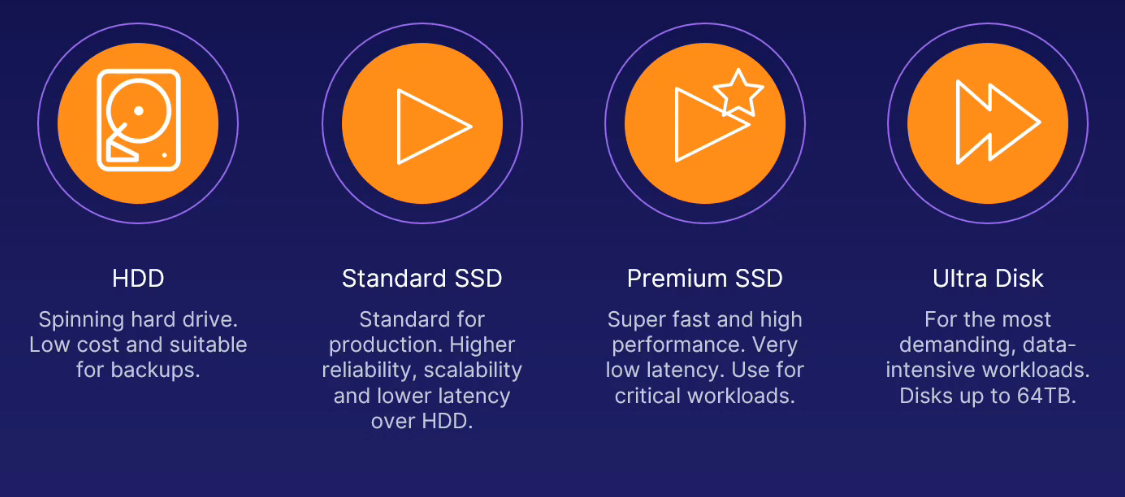 HDD
Spinning hard drive.
Low cost and suitable
for backups.
Standard SSD
Standard for
production. Higher
reliability, scalability
and lower latency
over HDD.
Premium SSD
Super fast and high
performance. Very
low latency. Use for
critical workloads.
Ultra Disk
For the most
demanding, data-
intensive workloads.
Disks up to 64TB.